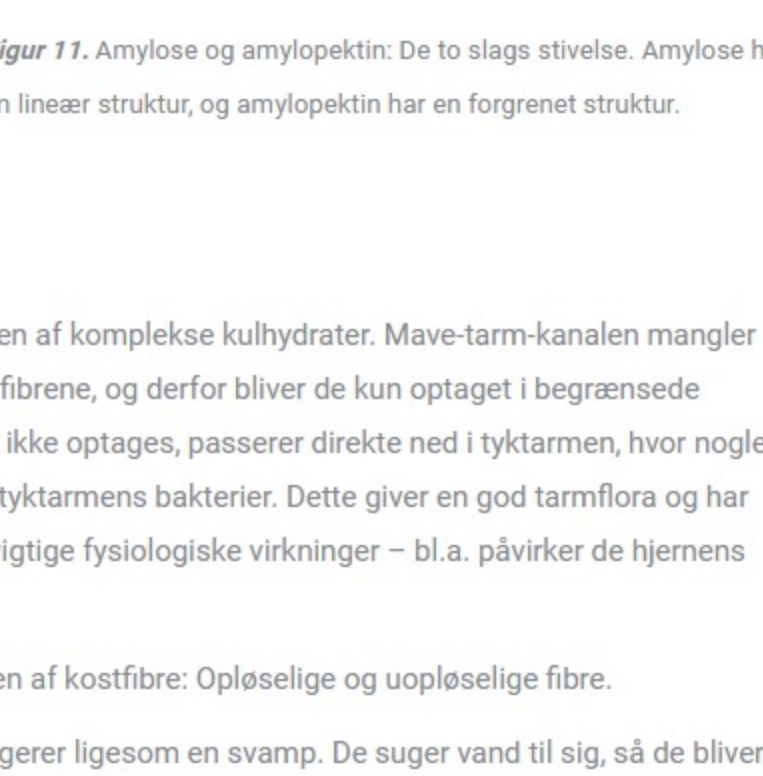 igur 11. Amylose og amylopektin: De to slags stivelse. Amylose h
n lineær struktur, og amylopektin har en forgrenet struktur.
en af komplekse kulhydrater. Mave-tarm-kanalen mangler
fibrene, og derfor bliver de kun optaget i begrænsede
ikke optages, passerer direkte ned i tyktarmen, hvor nogle
tyktarmens bakterier. Dette giver en god tarmflora og har
igtige fysiologiske virkninger – bl.a. påvirker de hjernens
en af kostfibre: Opløselige og uopløselige fibre.
gerer ligesom en svamp. De suger vand til sig, så de bliver